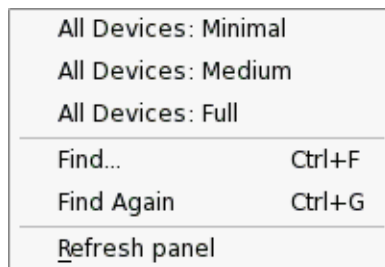 All Devices: Minimal
All Devices: Medium
All Devices: Full
Find... Ctrl+F
Find Again Ctrl+G
Refresh panel